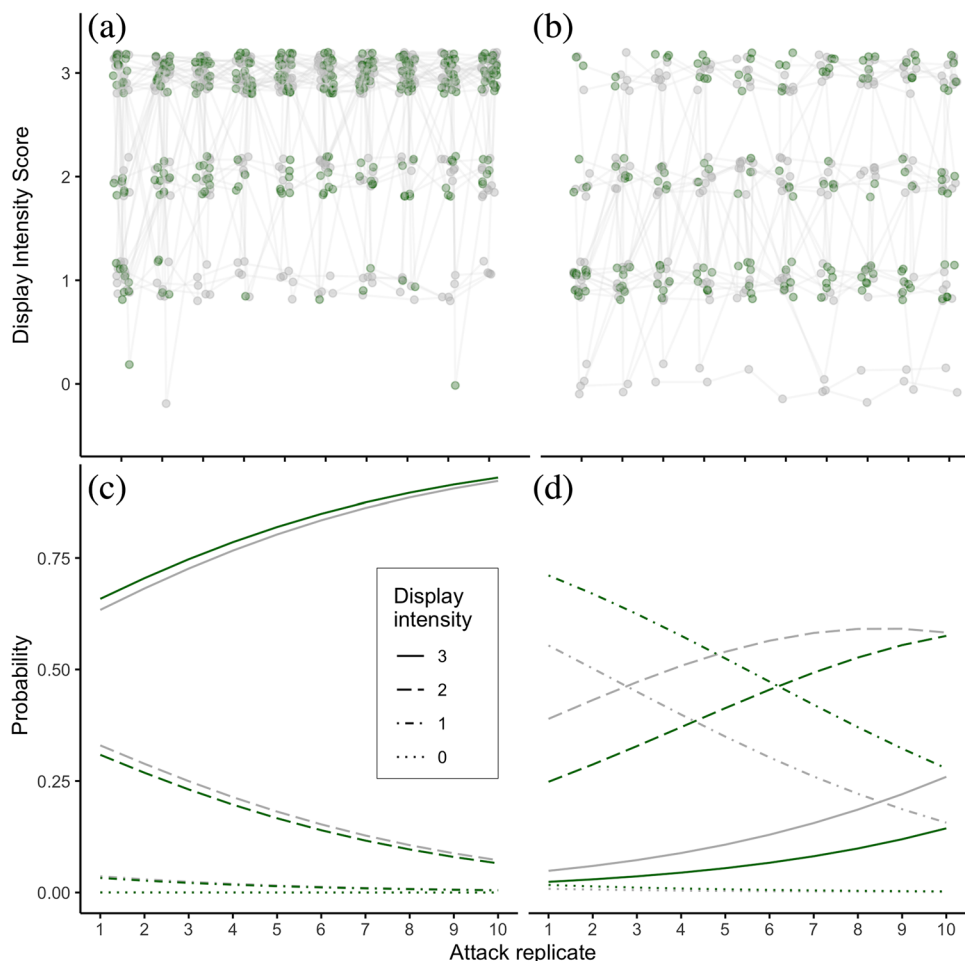 (a)
(b)
3
2
1
0
Display Intensity Score
(c)
(d)
0.75
0.50
0.25
0.00
Probability
Display
intensity
3
2
1
0
1 2 3 4 5 6 7 8 9 10
1 2 3 4 5 6 7 8 9 10
Attack replicate